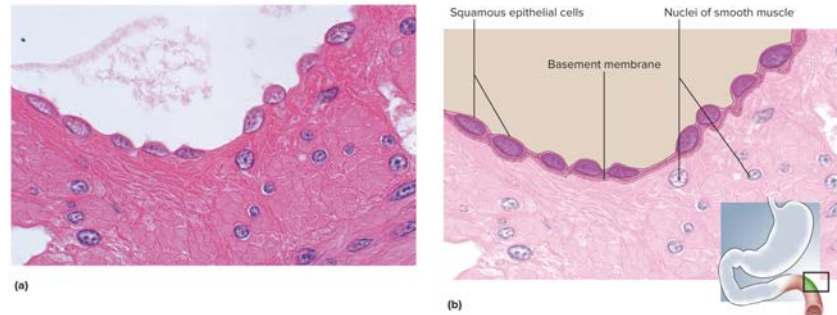 Squamous epithelial cells
Nuclei of smooth muscle
Basement membrane
(a)
(b)